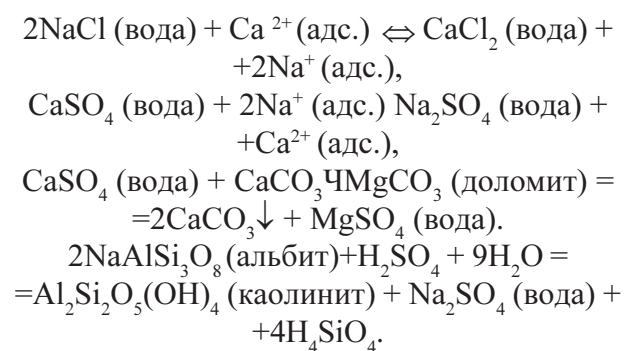 2NaCl (вода) + Ca ²⁺ (адс.) ⇔ CaCl₂ (вода) +
+2Na⁺ (адс.),
CaSO₄ (вода) + 2Na⁺ (адс.) Na₂SO₄ (вода) +
+Ca²⁺ (адс.),
CaSO₄ (вода) + CaCO₃ЧMgCO₃ (доломит) =
=2CaCO₃↓ + MgSO₄ (вода).
2NaAlSi₃O₈ (альбит)+H₂SO₄ + 9H₂O =
=Al₂Si₂O₅(OH)₄ (каолинит) + Na₂SO₄ (вода) +
+4H₄SiO₄.